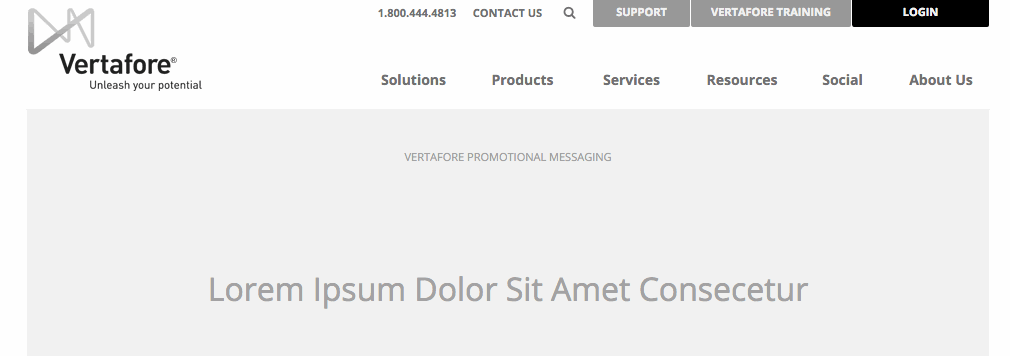 1.800.444.4813 CONTACT US SUPPORT VERTAFORE TRAINING LOGIN
Vertafore®
Unleash your potential
Solutions Products Services Resources Social About Us
VERTAFORE PROMOTIONAL MESSAGING
Lorem Ipsum Dolor Sit Amet Consecetur